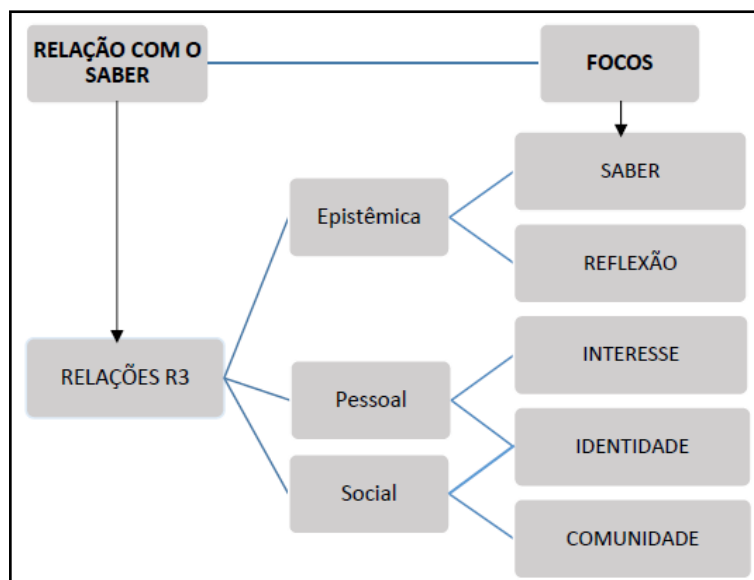 RELAÇÃO COM O
SABER
FOCOS
SABER
Epistêmica
REFLEXÃO
INTERESSE
RELAÇÕES R3
Pessoal
IDENTIDADE
Social
COMUNIDADE